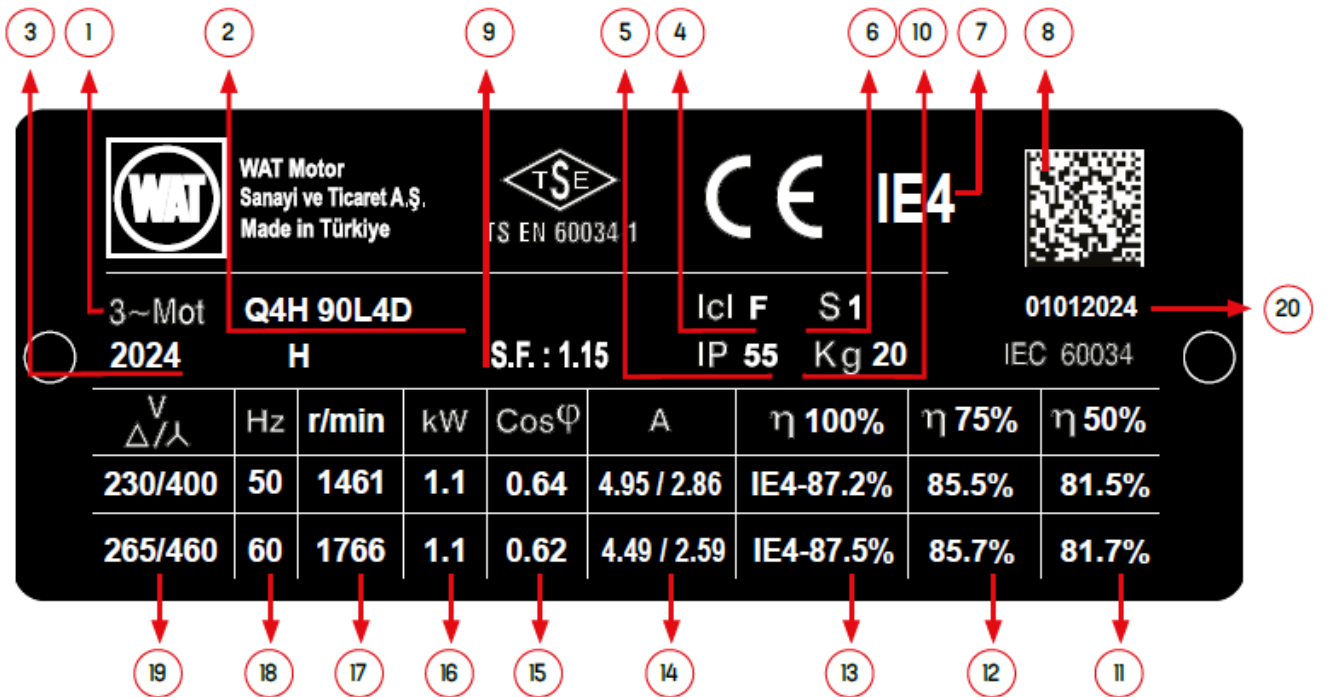 3 1 2 9 5 4 6 10 7 8
WAT
WAT Motor
Sanayi ve Ticaret A.Ş.
Made in Türkiye
TSE
TS EN 60034 1
CE
IE4
3~Mot Q4H 90L4D Icl F S 1 01012024 20
2024 H S.F. : 1.15 IP 55 Kg 20 IEC 60034
V
△/⅄ Hz r/min kW Cosφ A η 100% η 75% η 50%
230/400 50 1461 1.1 0.64 4.95 / 2.86 IE4-87.2% 85.5% 81.5%
265/460 60 1766 1.1 0.62 4.49 / 2.59 IE4-87.5% 85.7% 81.7%
19 18 17 16 15 14 13 12 11